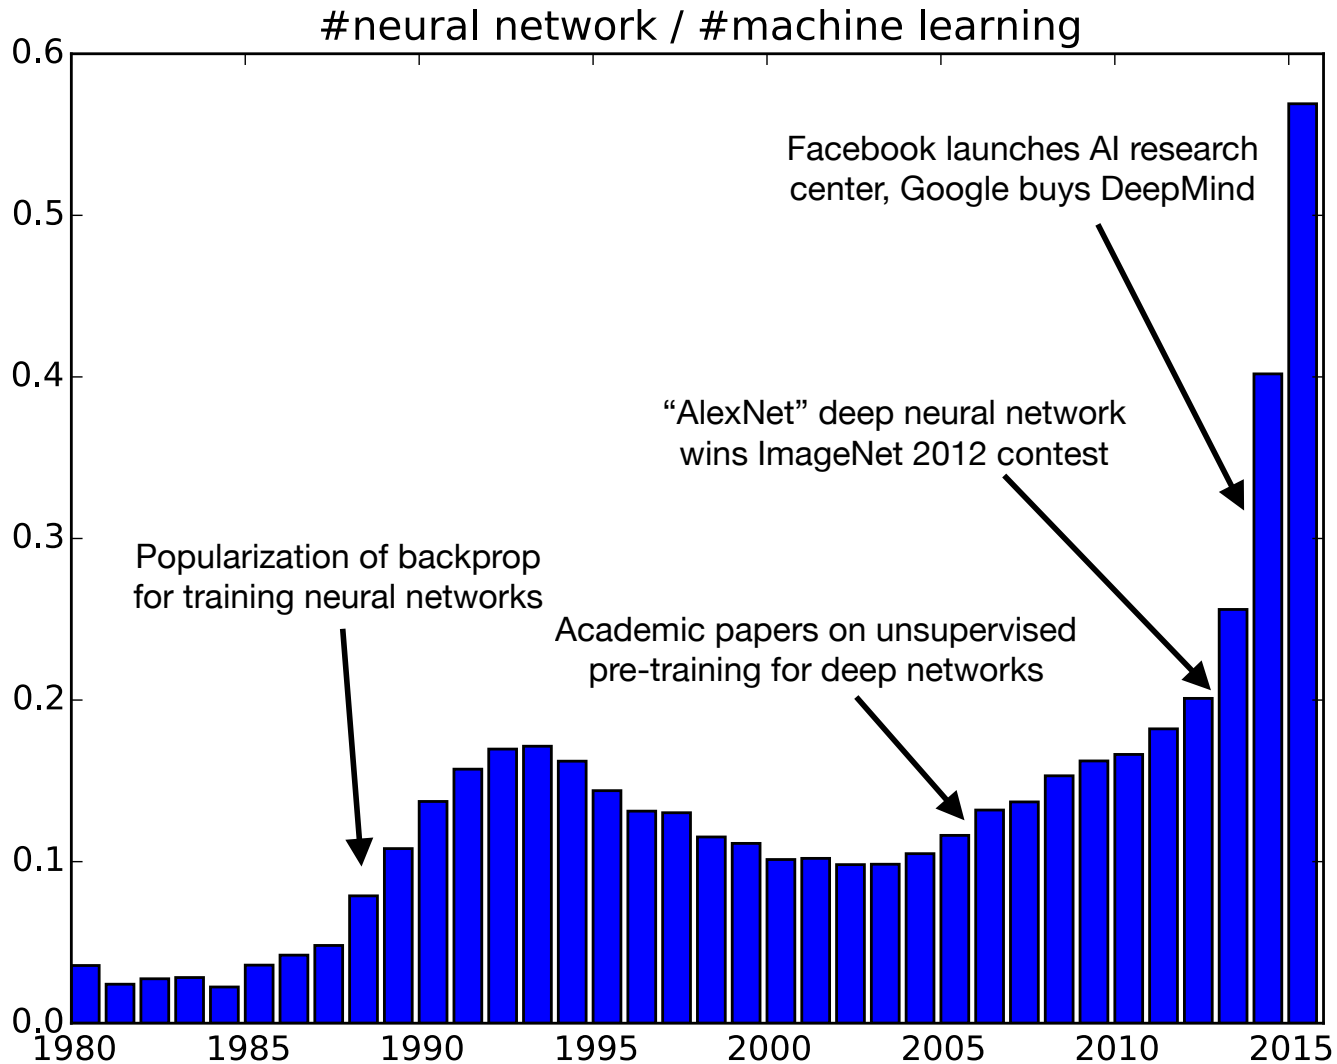 #neural network / #machine learning
0.6
Facebook launches AI research
center, Google buys DeepMind
0.5
0.4
“AlexNet” deep neural network
wins ImageNet 2012 contest
0.3
Popularization of backprop
for training neural networks
Academic papers on unsupervised
pre-training for deep networks
0.2
0.1
0.0
1980 1985 1990 1995 2000 2005 2010 2015